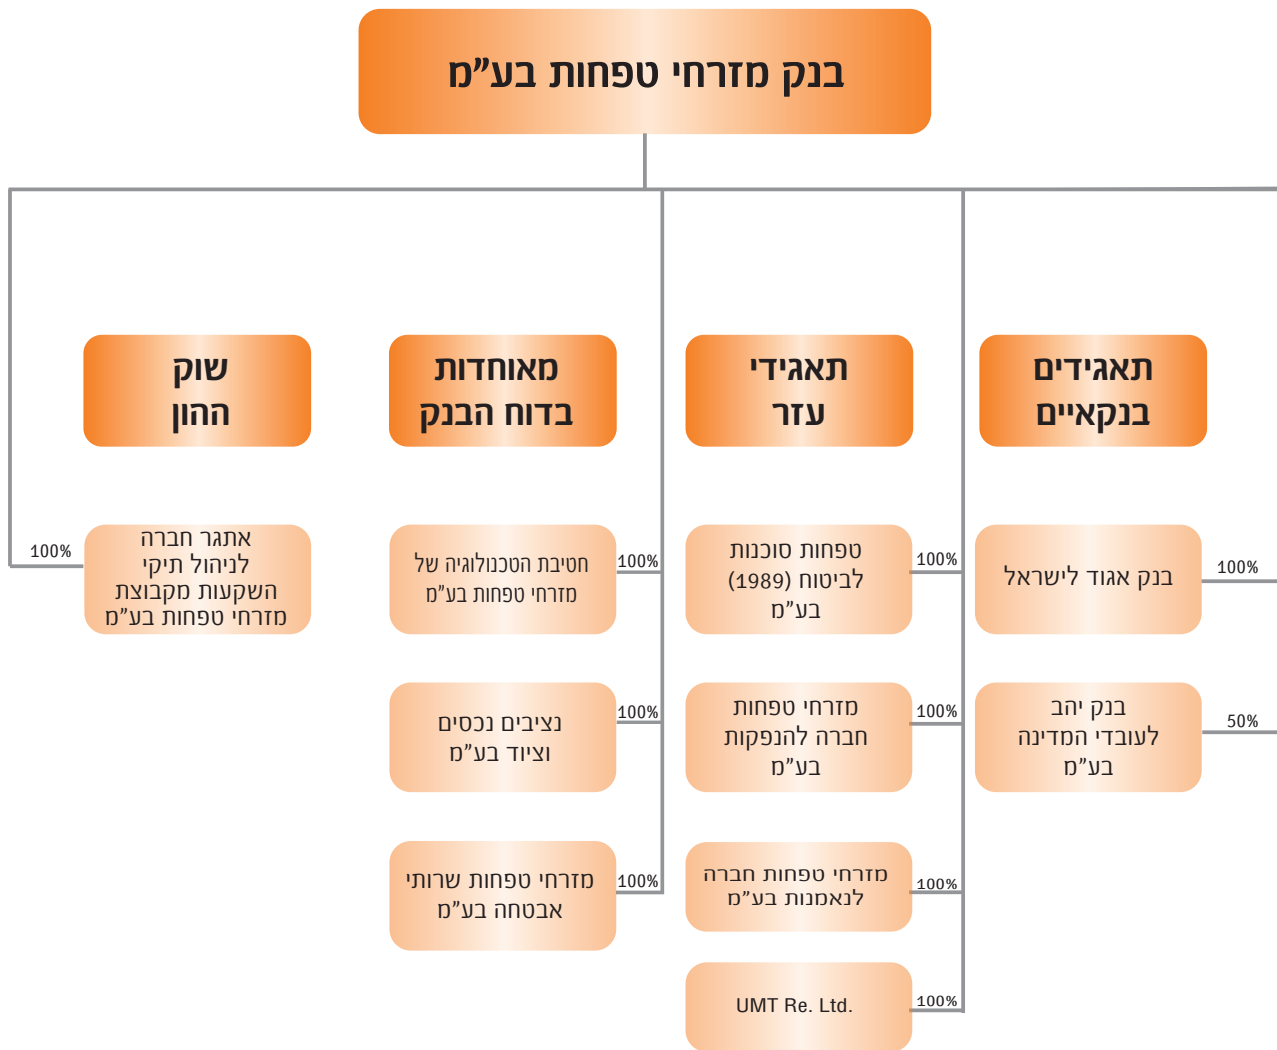 בנק מזרחי טפחות בע"מ
תאגידים
בנקאיים
בנק אגוד לישראל
100%
בנק יהב
לעובדי המדינה
בע"מ
50%
תאגידי
עזר
טפחות סוכנות
לביטוח (1989)
בע"מ
100%
מזרחי טפחות
חברה להנפקות
בע"מ
100%
מזרחי טפחות חברה
לנאמנות בע"מ
100%
UMT Re. Ltd.
100%
מאוחדות
בדוח הבנק
חטיבת הטכנולוגיה של
מזרחי טפחות בע"מ
100%
נציבים נכסים
וציוד בע"מ
100%
מזרחי טפחות שרותי
אבטחה בע"מ
100%
שוק
ההון
אתגר חברה
לניהול תיקי
השקעות מקבוצת
מזרחי טפחות בע"מ
100%